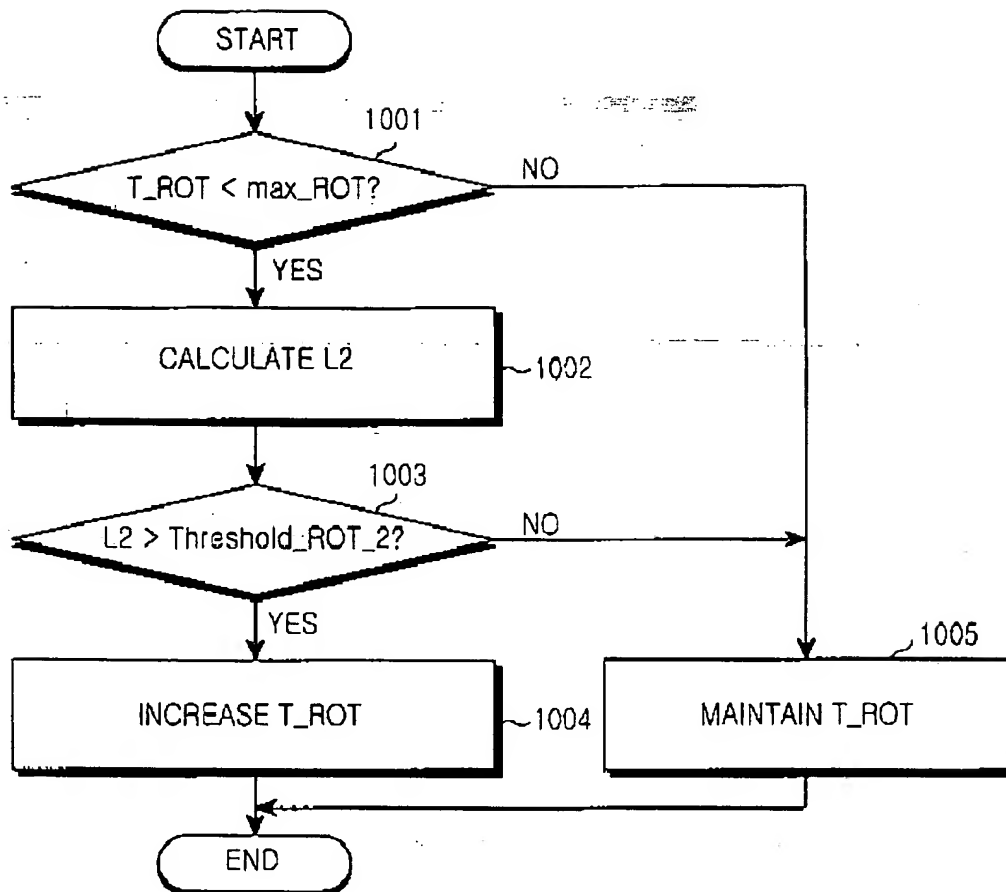 START
1001
T_ROT < max_ROT?
NO
YES
CALCULATE L2
1002
1003
L2 > Threshold_ROT_2?
NO
YES
1005
INCREASE T_ROT
1004
MAINTAIN T_ROT
END